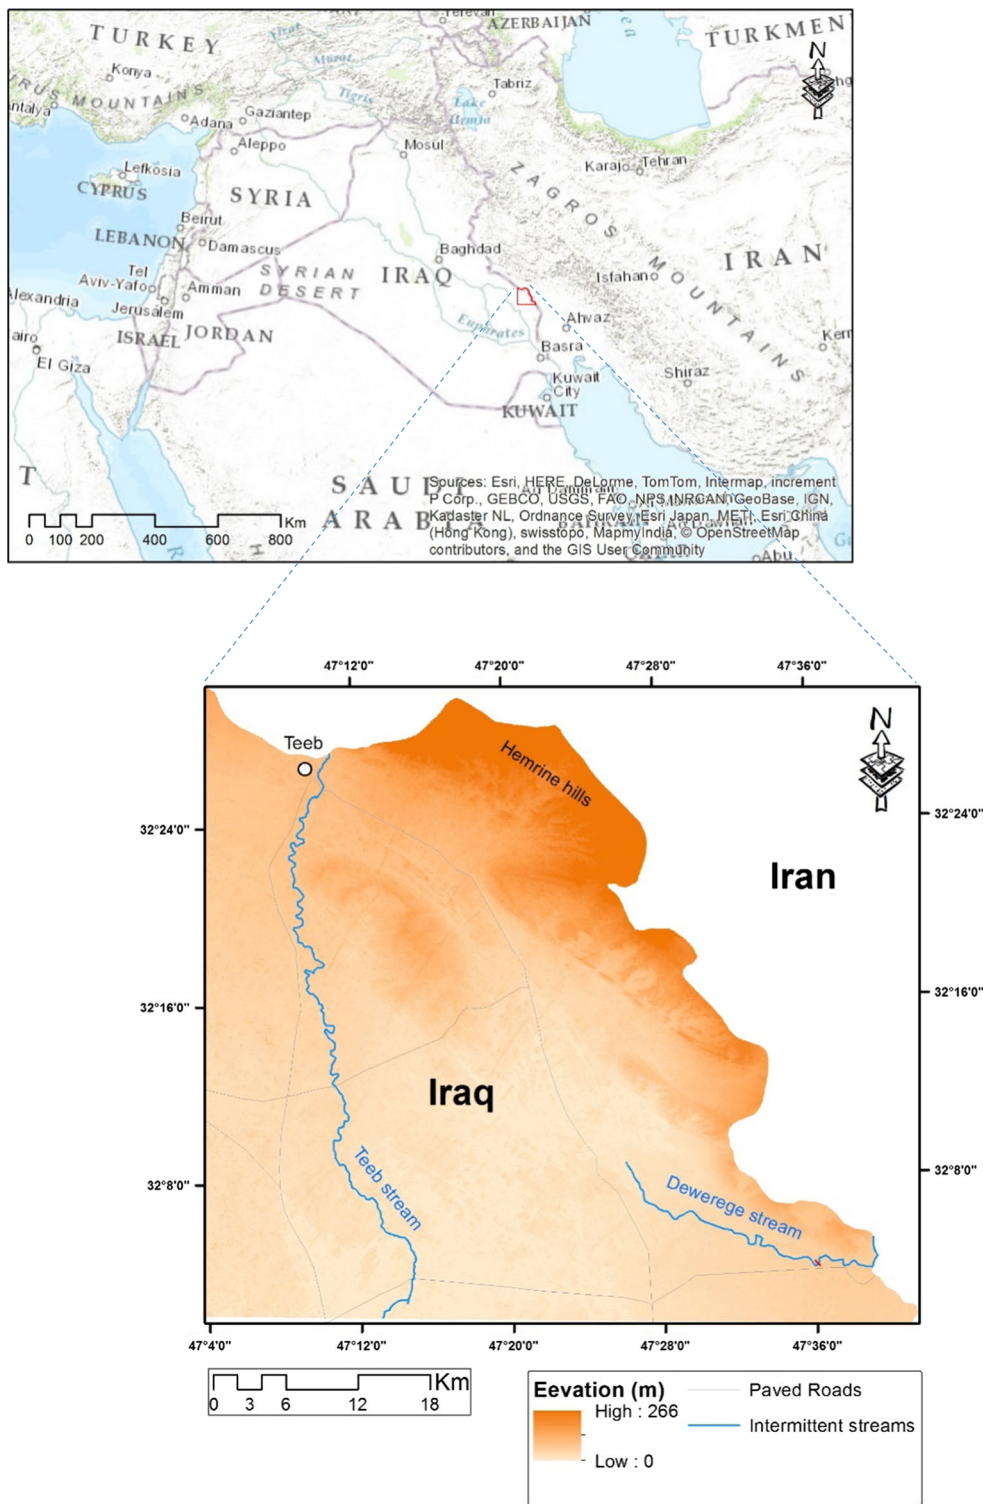 Yerevan
AZERBAIJAN
TURKEY
TURKMEN
N
Firat
Murat
Konya
Tabriz
Tigris
Lake
Urmia
MOUNTAINS
Antalya
Adana
Gaziantep
Aleppo
Mosul
Karaj
Tehran
Lefkosia
CYPRUS
SYRIA
ZAGROS MOUNTAINS
Beirut
LEBANON
Damascus
Baghdad
IRAN
Tel
Aviv-Yafo
SYRIAN
DESERT
IRAQ
Isfahan
Alexandria
Amman
Jerusalem
Euphrates
Ahvaz
ISRAEL
JORDAN
Basra
Kerr
El Giza
Shiraz
Kuwait
City
KUWAIT
SAUDI
ARABIA
Sources: Esri, HERE, DeLorme, TomTom, Intermap, increment
P Corp., GEBCO, USGS, FAO, NPS, NRCAN, GeoBase, IGN,
Kadaster NL, Ordnance Survey, Esri Japan, METI, Esri China
(Hong Kong), swisstopo, MapmyIndia, © OpenStreetMap
contributors, and the GIS User Community
Km
0 100 200 400 600 800
Abu
47°12'0" 47°20'0" 47°28'0" 47°36'0"
Teeb
Hemrine hills
N
32°24'0"
32°24'0"
Iran
32°16'0"
32°16'0"
Iraq
32°8'0"
32°8'0"
Teeb stream
Dewerege stream
47°4'0" 47°12'0" 47°20'0" 47°28'0" 47°36'0"
Km
0 3 6 12 18
Eevation (m)
High : 266
Low : 0
Paved Roads
Intermittent streams